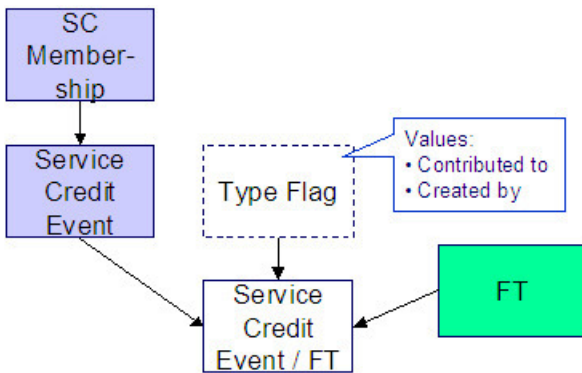 SC
Member-
ship
Service
Credit
Event
Type Flag
Values:
• Contributed to
• Created by
Service
Credit
Event / FT
FT